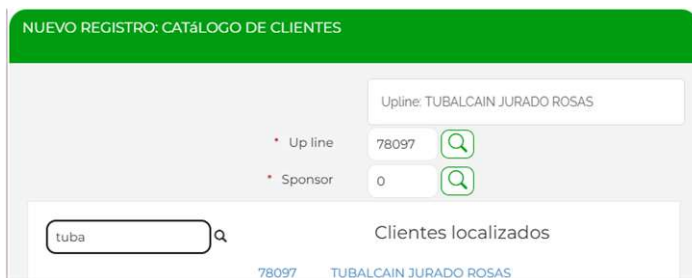 NUEVO REGISTRO: CATáLOGO DE CLIENTES
Upline: TUBALCAIN JURADO ROSAS
* Up line 78097
* Sponsor 0
tuba Clientes localizados
78097 TUBALCAIN JURADO ROSAS